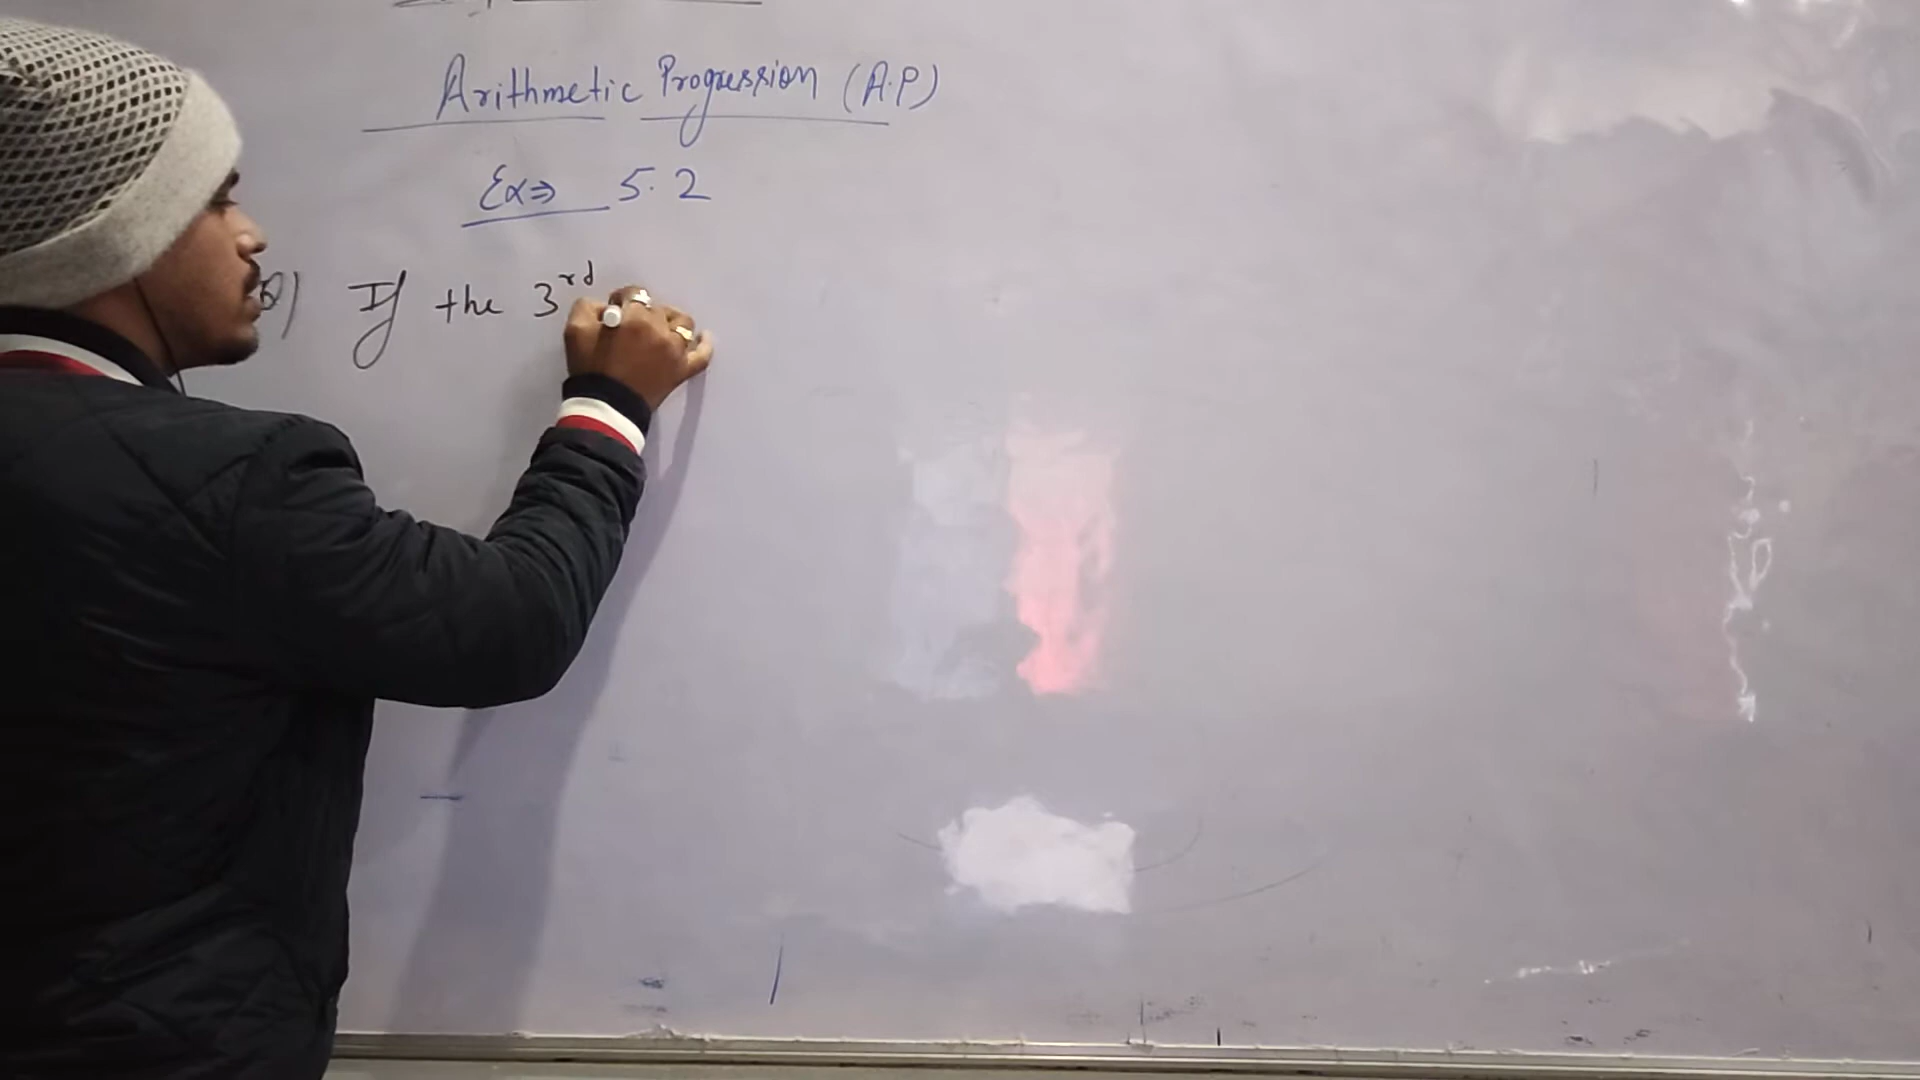 Arithmetic Progression (A.P)
Ex⇒ 5.2
Q) If the 3rd